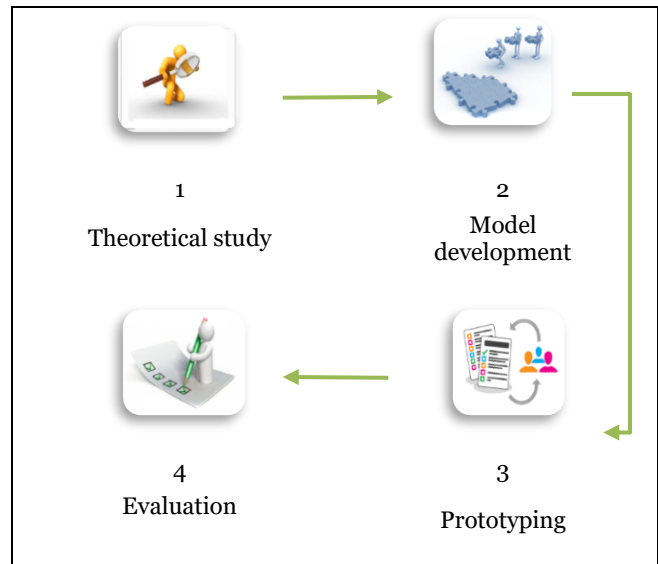 1
Theoretical study
2
Model
development
3
Prototyping
4
Evaluation